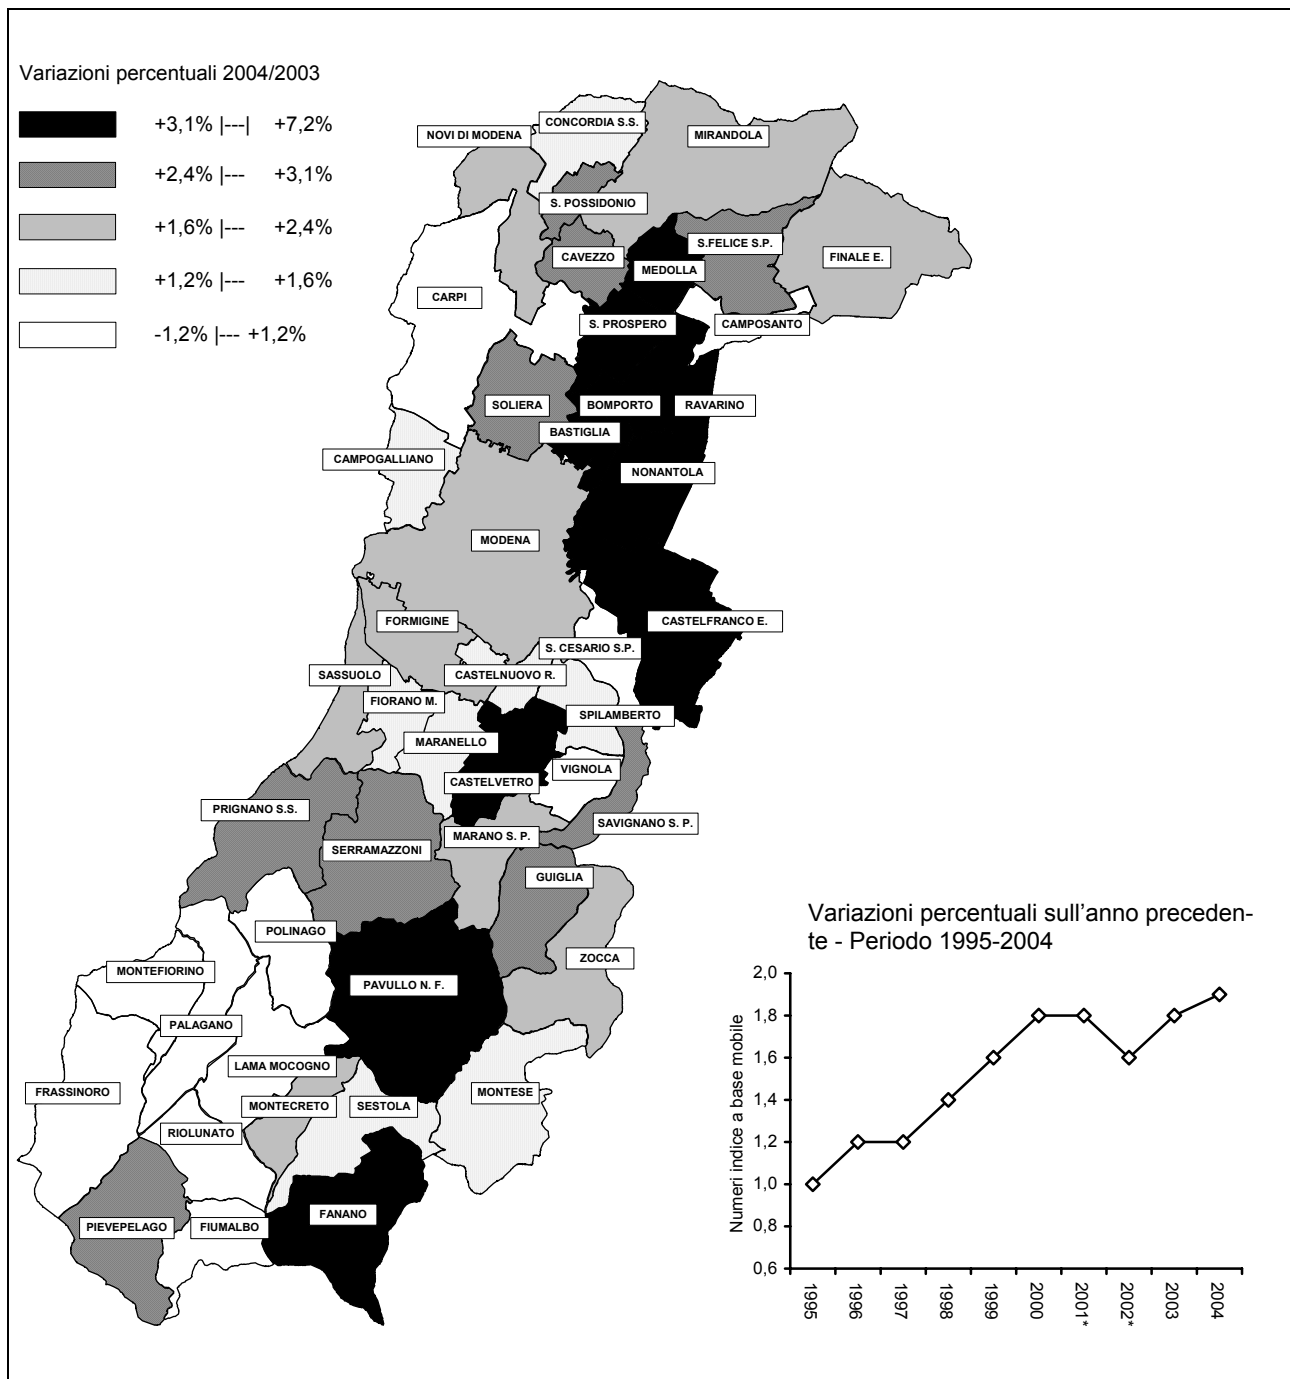 Variazioni percentuali 2004/2003
+3,1% |---| +7,2%
+2,4% |--- +3,1%
+1,6% |--- +2,4%
+1,2% |--- +1,6%
-1,2% |--- +1,2%
CONCORDIA S.S.
NOVI DI MODENA
MIRANDOLA
S. POSSIDONIO
S.FELICE S.P.
CAVEZZO
FINALE E.
MEDOLLA
CARPI
S. PROSPERO
CAMPOSANTO
SOLIERA
BOMPORTO
RAVARINO
BASTIGLIA
CAMPOGALLIANO
NONANTOLA
MODENA
FORMIGINE
CASTELFRANCO E.
S. CESARIO S.P.
SASSUOLO
CASTELNUOVO R.
FIORANO M.
SPILAMBERTO
MARANELLO
VIGNOLA
CASTELVETRO
PRIGNANO S.S.
SAVIGNANO S. P.
MARANO S. P.
SERRAMAZZONI
GUIGLIA
POLINAGO
ZOCCA
MONTEFIORINO
PAVULLO N. F.
PALAGANO
LAMA MOCOGNO
FRASSINORO
MONTESE
MONTECRETO
SESTOLA
RIOLUNATO
FANANO
PIEVEPELAGO
FIUMALBO
Variazioni percentuali sull’anno preceden-
te - Periodo 1995-2004
Numeri indice a base mobile
2,0
1,8
1,6
1,4
1,2
1,0
0,8
0,6
1995
1996
1997
1998
1999
2000
2001*
2002*
2003
2004